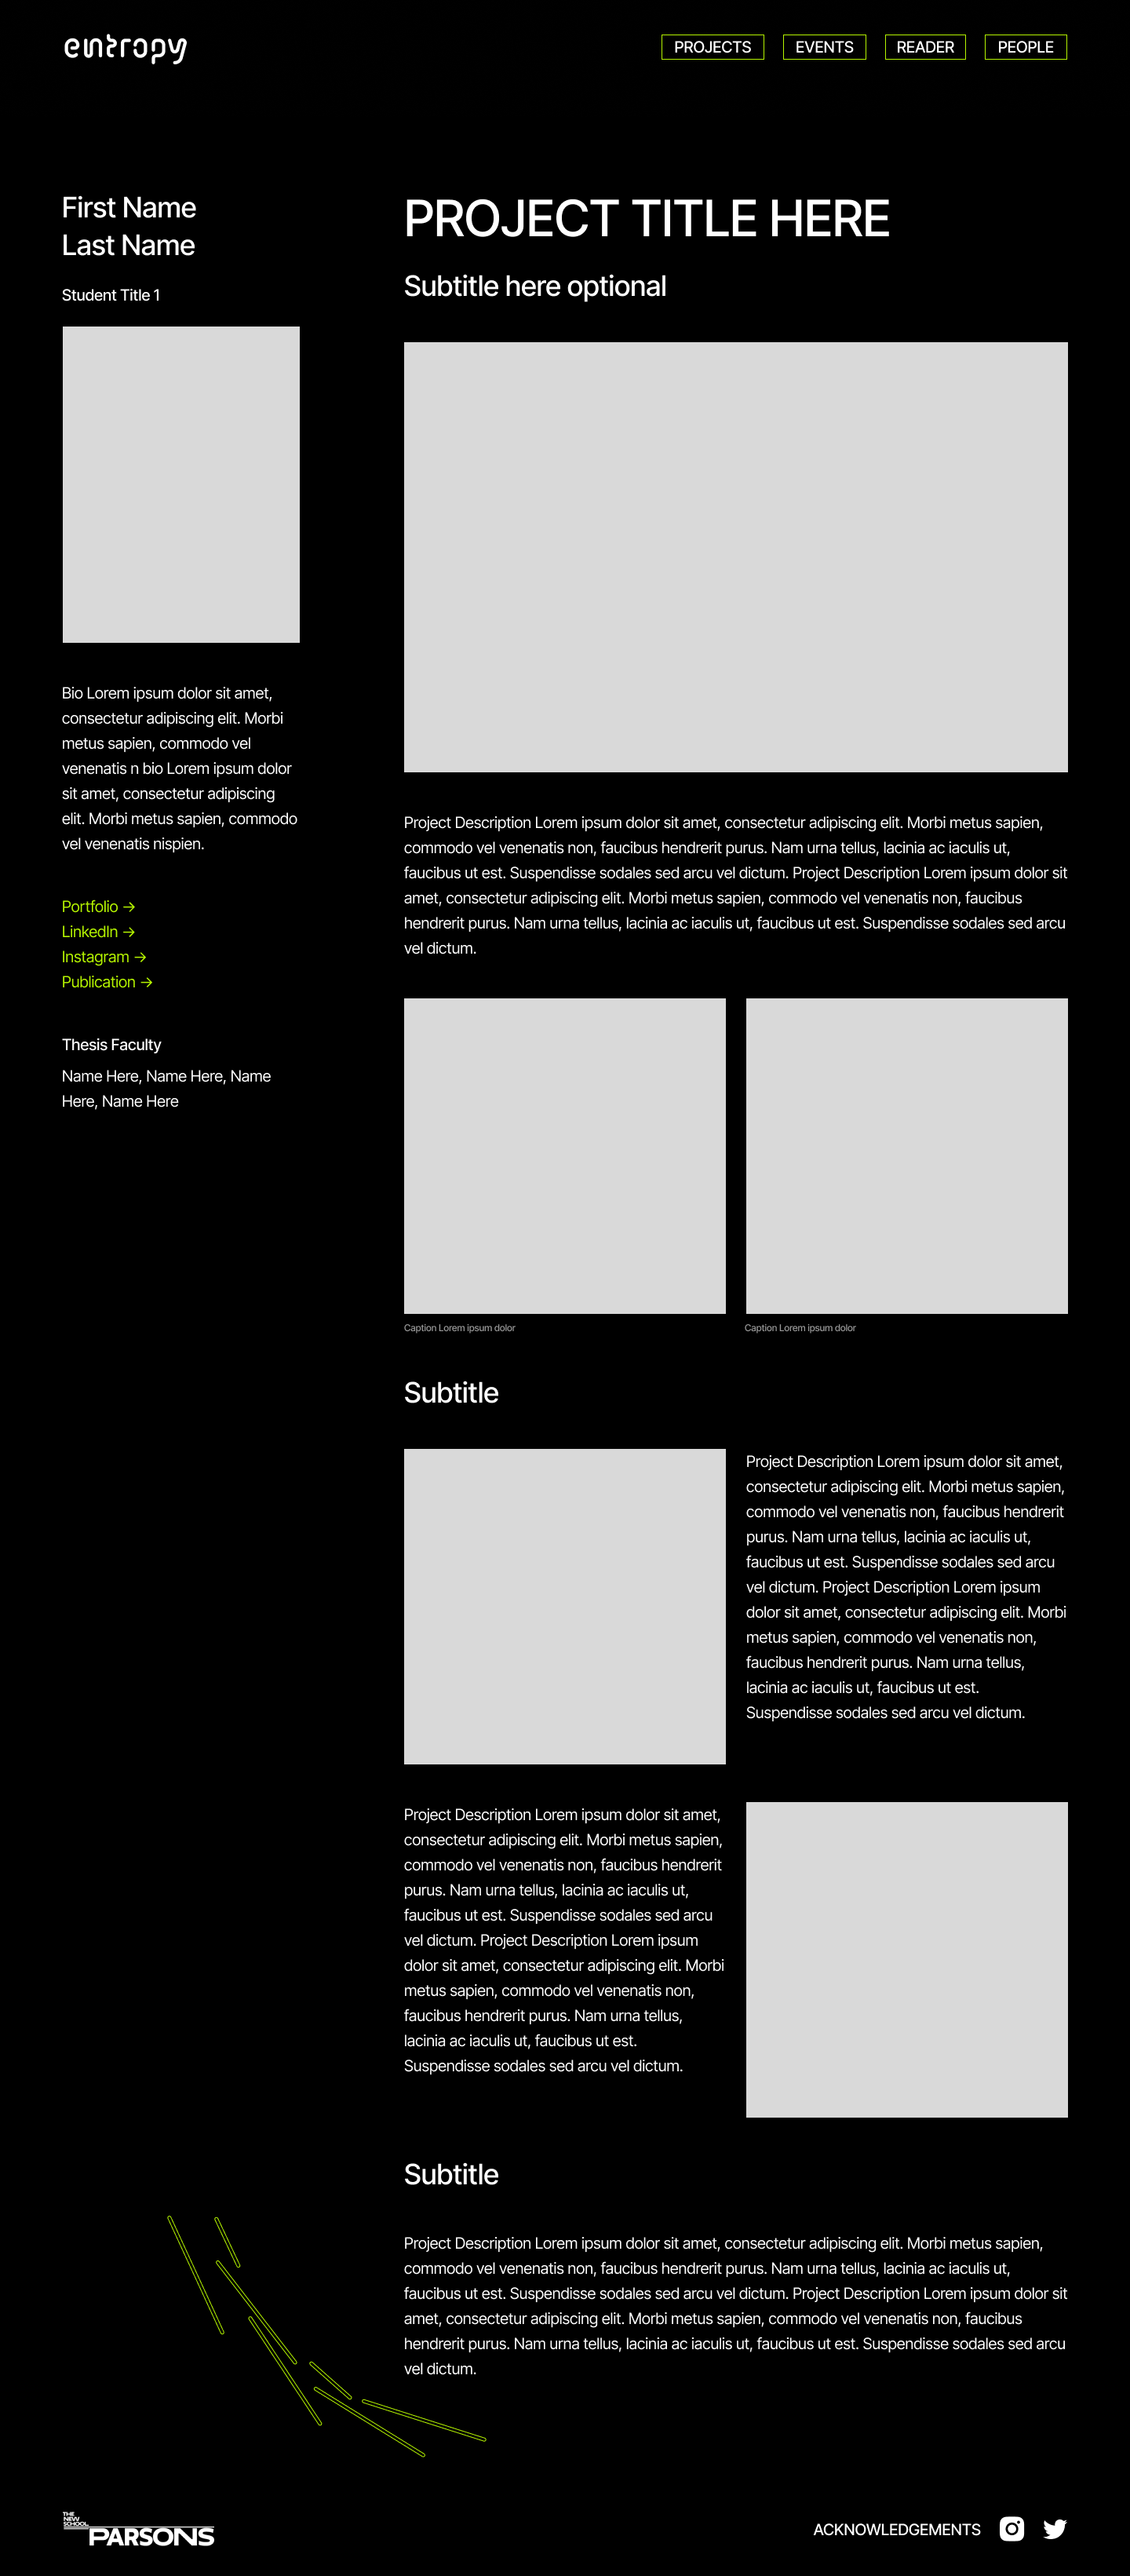 entropy
PROJECTS
EVENTS
READER
PEOPLE
First Name
Last Name
Student Title 1
Bio Lorem ipsum dolor sit amet,
consectetur adipiscing elit. Morbi
metus sapien, commodo vel
venenatis n bio Lorem ipsum dolor
sit amet, consectetur adipiscing
elit. Morbi metus sapien, commodo
vel venenatis nispien.
Portfolio →
LinkedIn →
Instagram →
Publication →
Thesis Faculty
Name Here, Name Here, Name
Here, Name Here
PROJECT TITLE HERE
Subtitle here optional
Project Description Lorem ipsum dolor sit amet, consectetur adipiscing elit. Morbi metus sapien,
commodo vel venenatis non, faucibus hendrerit purus. Nam urna tellus, lacinia ac iaculis ut,
faucibus ut est. Suspendisse sodales sed arcu vel dictum. Project Description Lorem ipsum dolor sit
amet, consectetur adipiscing elit. Morbi metus sapien, commodo vel venenatis non, faucibus
hendrerit purus. Nam urna tellus, lacinia ac iaculis ut, faucibus ut est. Suspendisse sodales sed arcu
vel dictum.
Caption Lorem ipsum dolor
Caption Lorem ipsum dolor
Subtitle
Project Description Lorem ipsum dolor sit amet,
consectetur adipiscing elit. Morbi metus sapien,
commodo vel venenatis non, faucibus hendrerit
purus. Nam urna tellus, lacinia ac iaculis ut,
faucibus ut est. Suspendisse sodales sed arcu
vel dictum. Project Description Lorem ipsum
dolor sit amet, consectetur adipiscing elit. Morbi
metus sapien, commodo vel venenatis non,
faucibus hendrerit purus. Nam urna tellus,
lacinia ac iaculis ut, faucibus ut est.
Suspendisse sodales sed arcu vel dictum.
Project Description Lorem ipsum dolor sit amet,
consectetur adipiscing elit. Morbi metus sapien,
commodo vel venenatis non, faucibus hendrerit
purus. Nam urna tellus, lacinia ac iaculis ut,
faucibus ut est. Suspendisse sodales sed arcu
vel dictum. Project Description Lorem ipsum
dolor sit amet, consectetur adipiscing elit. Morbi
metus sapien, commodo vel venenatis non,
faucibus hendrerit purus. Nam urna tellus,
lacinia ac iaculis ut, faucibus ut est.
Suspendisse sodales sed arcu vel dictum.
Subtitle
Project Description Lorem ipsum dolor sit amet, consectetur adipiscing elit. Morbi metus sapien,
commodo vel venenatis non, faucibus hendrerit purus. Nam urna tellus, lacinia ac iaculis ut,
faucibus ut est. Suspendisse sodales sed arcu vel dictum. Project Description Lorem ipsum dolor sit
amet, consectetur adipiscing elit. Morbi metus sapien, commodo vel venenatis non, faucibus
hendrerit purus. Nam urna tellus, lacinia ac iaculis ut, faucibus ut est. Suspendisse sodales sed arcu
vel dictum.
THE
NEW
SCHOOL
PARSONS
ACKNOWLEDGEMENTS